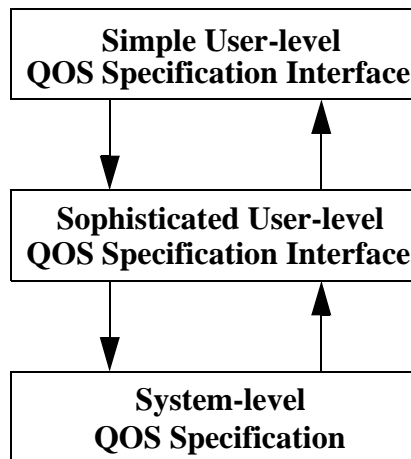 Simple User-level
QOS Specification Interface
Sophisticated User-level
QOS Specification Interface
System-level
QOS Specification